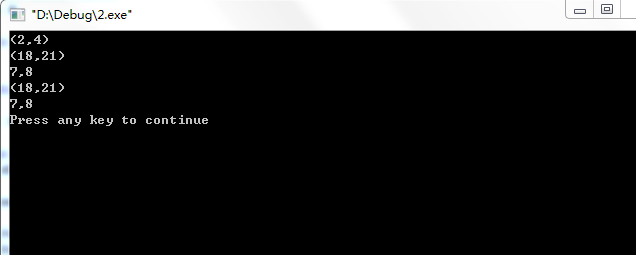 "D:\Debug\2.exe"
(2,4)
(18,21)
7,8
(18,21)
7,8
Press any key to continue